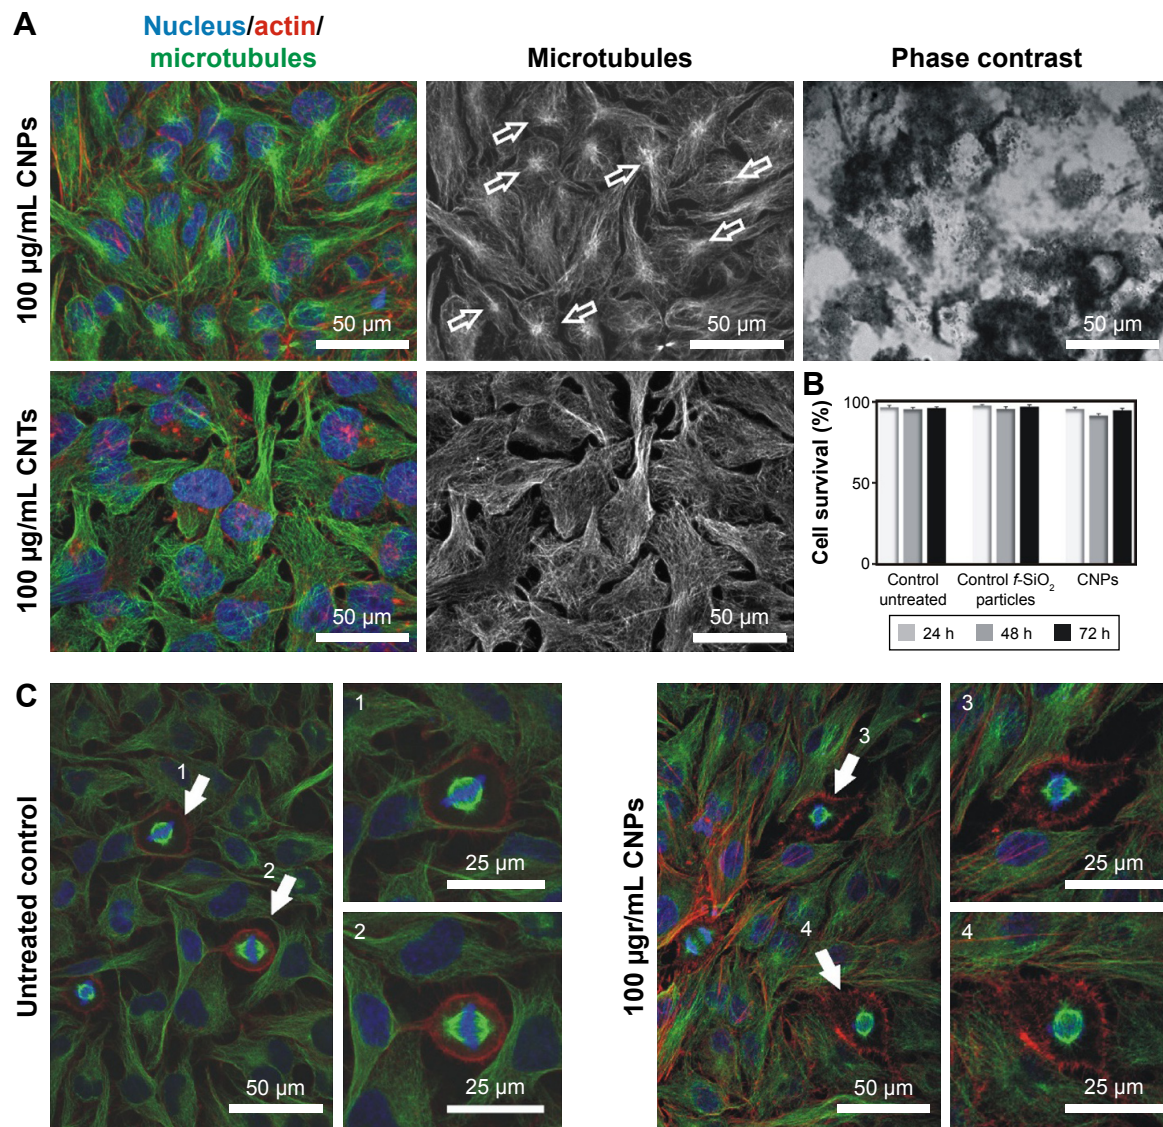 A
Nucleus/actin/
microtubules
Microtubules
Phase contrast
100 µg/mL CNPs
50 µm
50 µm
50 µm
100 µg/mL CNTs
50 µm
50 µm
B
Cell survival (%)
100
50
0
Control
untreated
Control f-SiO2
particles
CNPs
24 h
48 h
72 h
C
Untreated control
1
2
50 µm
1
25 µm
2
25 µm
100 µgr/mL CNPs
3
4
50 µm
3
25 µm
4
25 µm